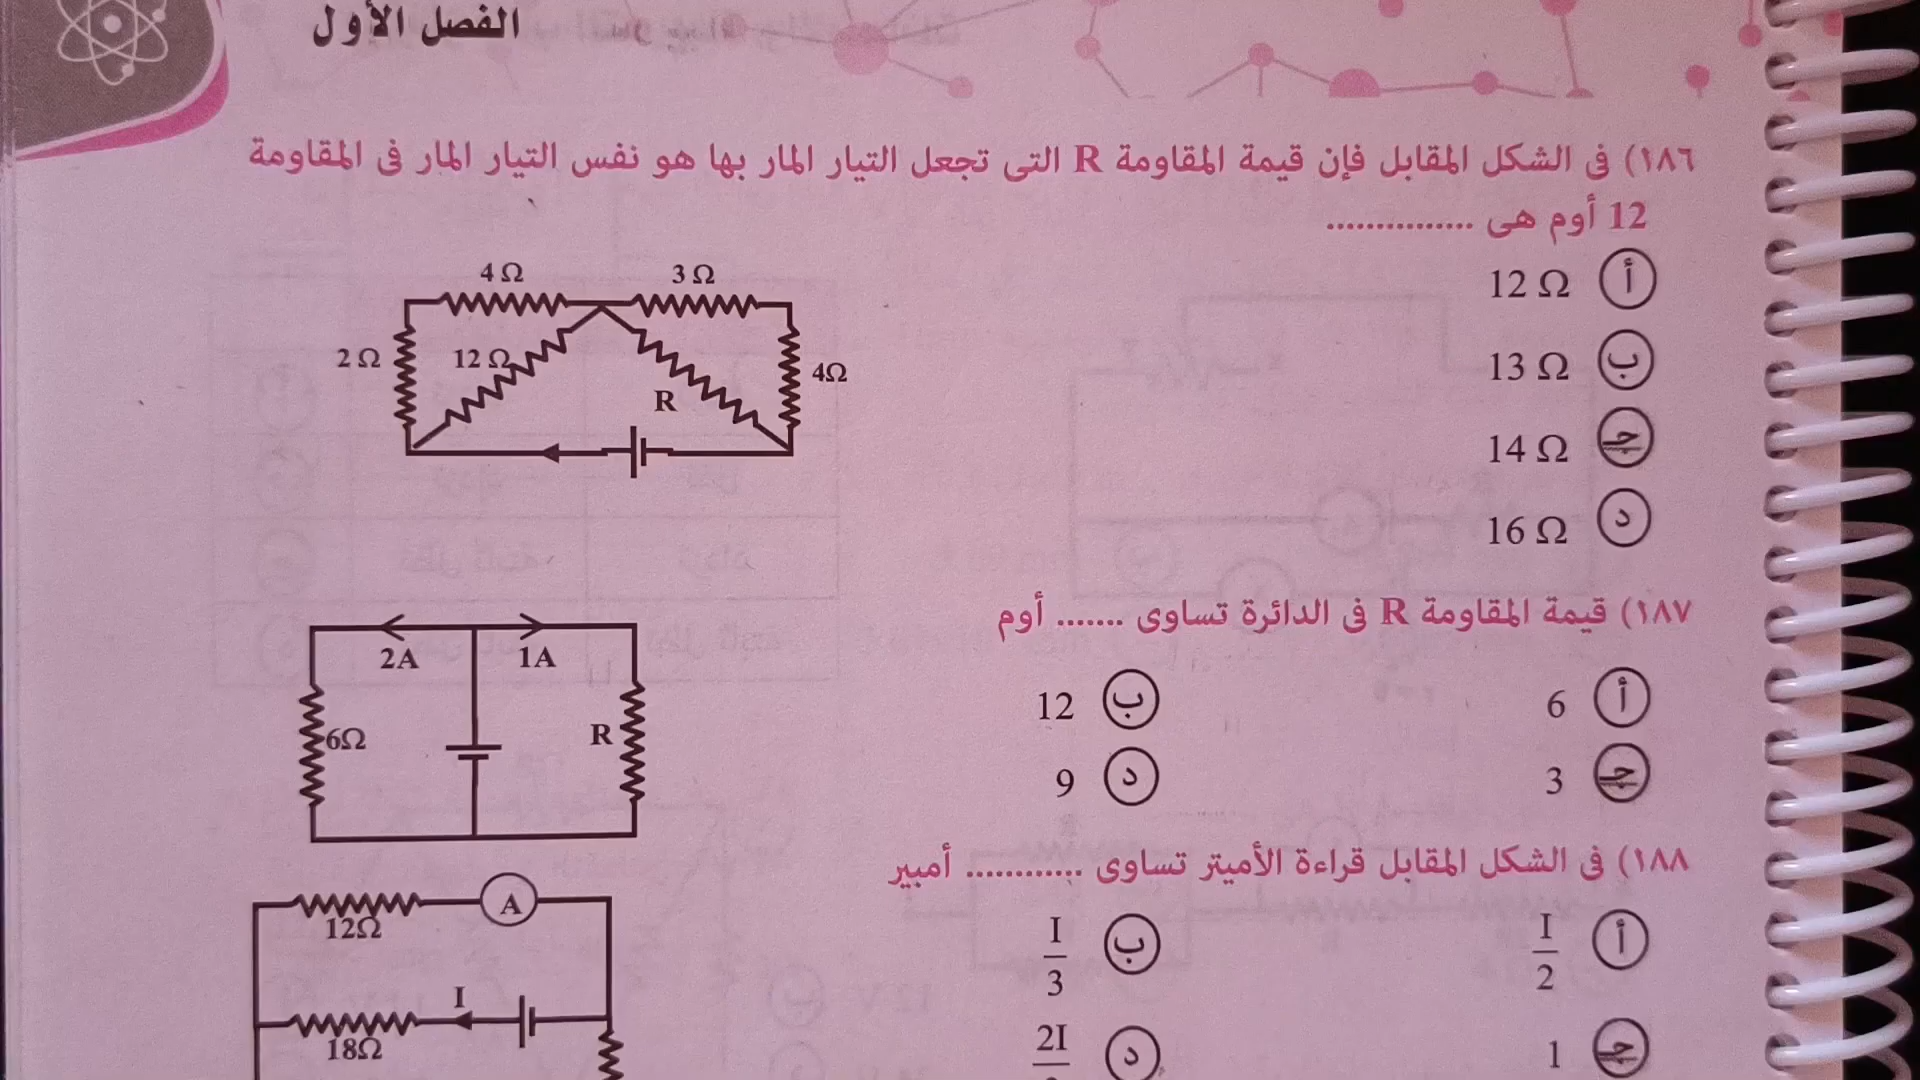 الفصل الأول
١٨٦) فى الشكل المقابل فإن قيمة المقاومة R التى تجعل التيار المار بها هو نفس التيار المار فى المقاومة
12 أوم هى ...............
أ 12 Ω
ب 13 Ω
جـ 14 Ω
د 16 Ω
4 Ω 3 Ω
2 Ω 12 Ω R 4Ω
١٨٧) قيمة المقاومة R فى الدائرة تساوى ....... أوم
أ 6 ب 12
جـ 3 د 9
2A 1A
6Ω R
١٨٨) فى الشكل المقابل قراءة الأميتر تساوى ............ أمبير
أ I/2 ب I/3
جـ 1 د 2I
A
12Ω
I
18Ω